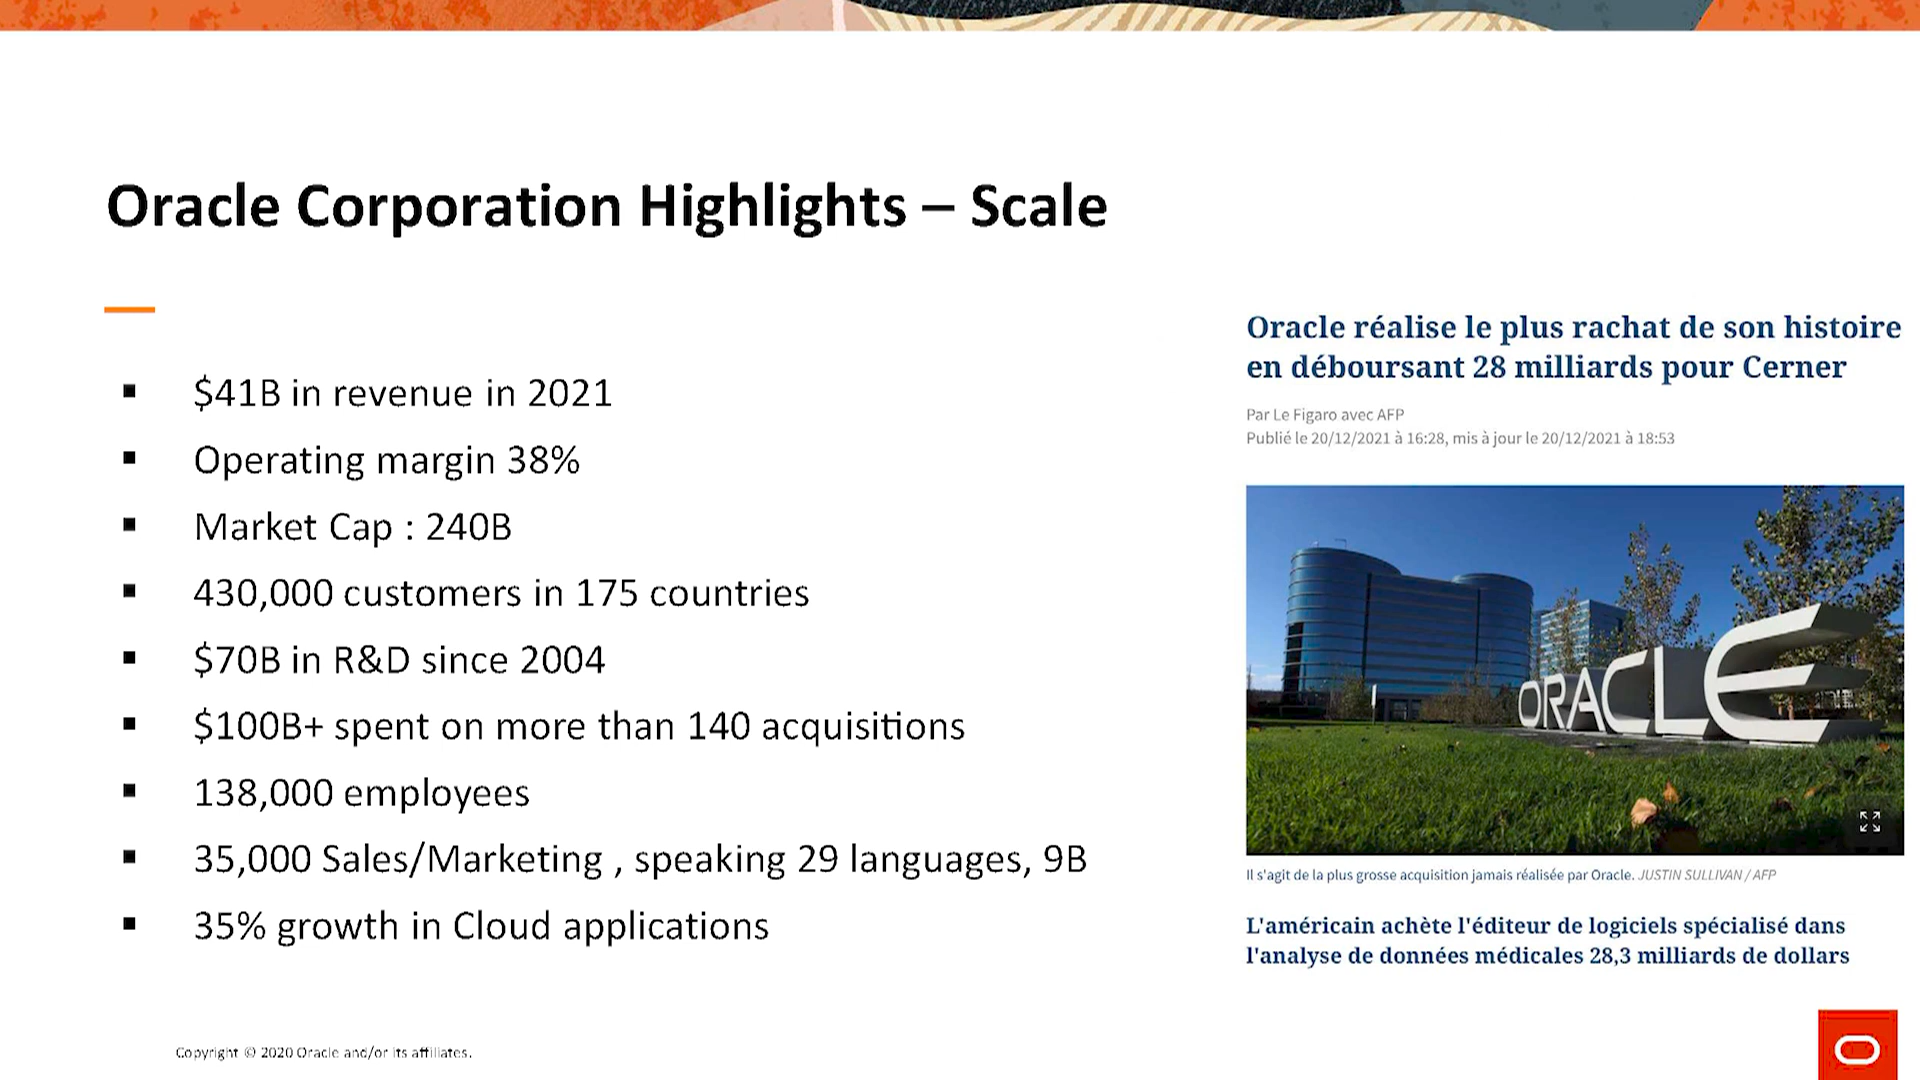 Oracle Corporation Highlights – Scale
$41B in revenue in 2021
Operating margin 38%
Market Cap : 240B
430,000 customers in 175 countries
$70B in R&D since 2004
$100B+ spent on more than 140 acquisitions
138,000 employees
35,000 Sales/Marketing , speaking 29 languages, 9B
35% growth in Cloud applications
Oracle réalise le plus rachat de son histoire
en déboursant 28 milliards pour Cerner
Par Le Figaro avec AFP
Publié le 20/12/2021 à 16:28, mis à jour le 20/12/2021 à 18:53
ORACLE
Il s'agit de la plus grosse acquisition jamais réalisée par Oracle. JUSTIN SULLIVAN / AFP
L'américain achète l'éditeur de logiciels spécialisé dans
l'analyse de données médicales 28,3 milliards de dollars
Copyright © 2020 Oracle and/or its affiliates.